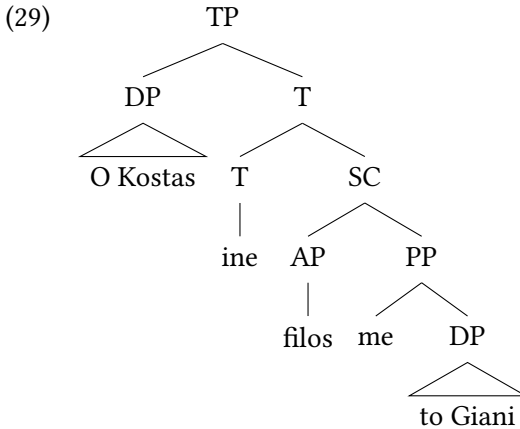 (29) TP
DP T
O Kostas T SC
ine AP PP
filos me DP
to Giani